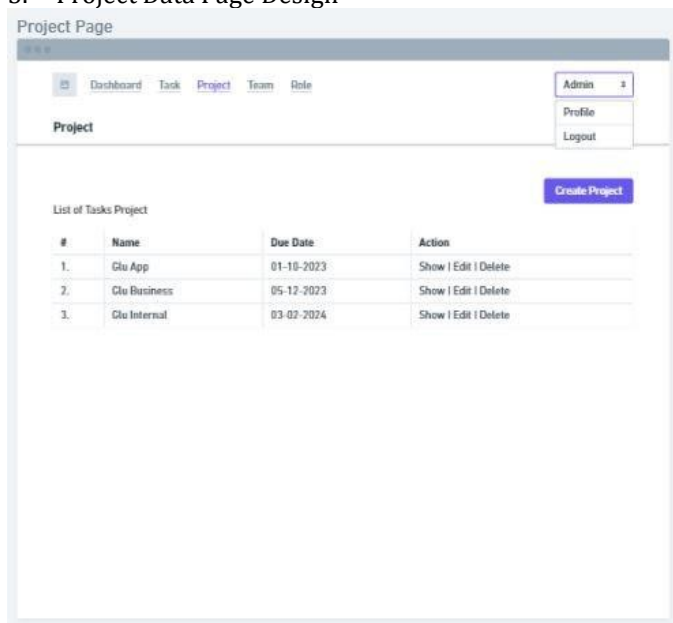 3. Project Data Page Design
Project Page
Dashboard Task Project Team Role
Admin
Profile
Project
Logout
Create Project
List of Tasks Project
# Name Due Date Action
1. Glu App 01-10-2023 Show | Edit | Delete
2. Glu Business 05-12-2023 Show | Edit | Delete
3. Glu Internal 03-02-2024 Show | Edit | Delete